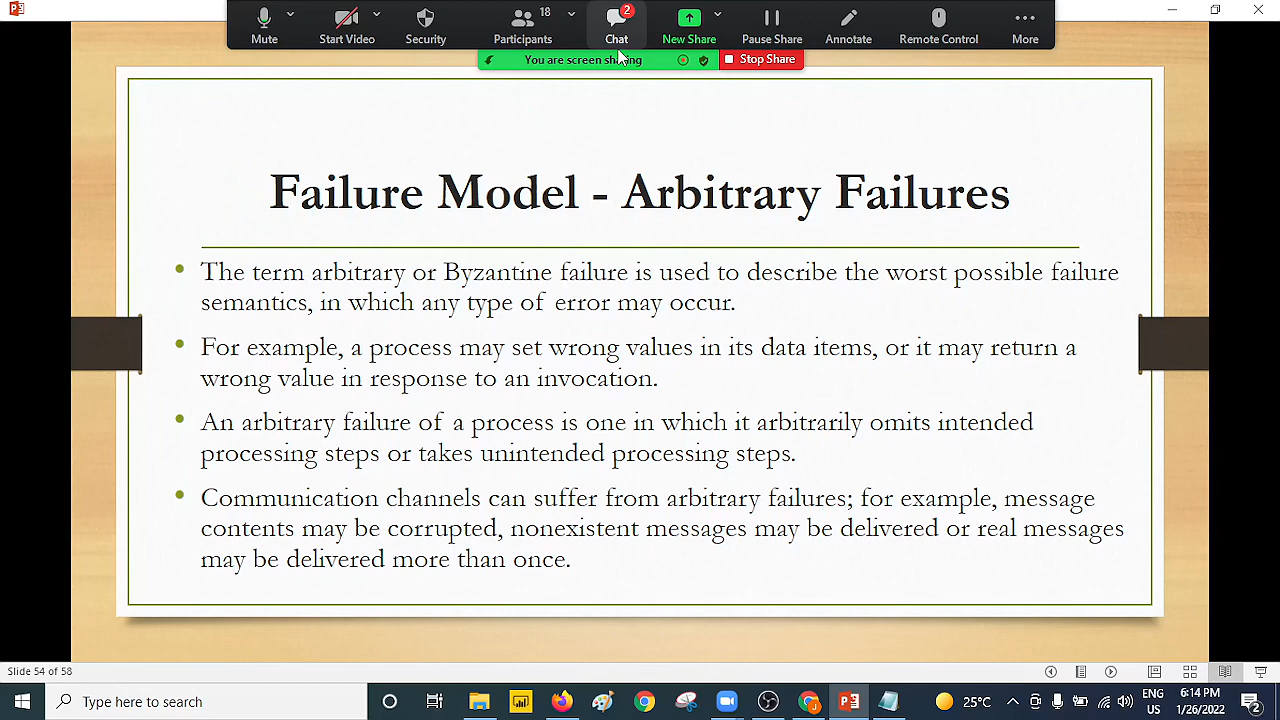 18
2
Mute
Start Video
Security
Participants
Chat
New Share
Pause Share
Annotate
Remote Control
More
You are screen sharing
Stop Share
Failure Model - Arbitrary Failures
• The term arbitrary or Byzantine failure is used to describe the worst possible failure
semantics, in which any type of error may occur.
• For example, a process may set wrong values in its data items, or it may return a
wrong value in response to an invocation.
• An arbitrary failure of a process is one in which it arbitrarily omits intended
processing steps or takes unintended processing steps.
• Communication channels can suffer from arbitrary failures; for example, message
contents may be corrupted, nonexistent messages may be delivered or real messages
may be delivered more than once.
Slide 54 of 58
Type here to search
25°C
ENG
US
6:14 PM
1/26/2022
2